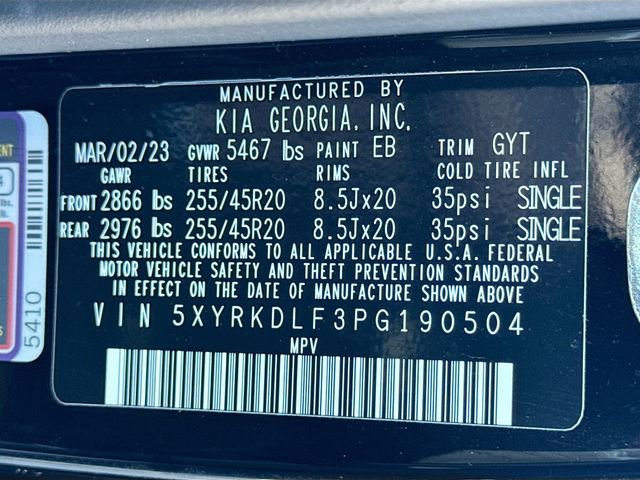 MANUFACTURED BY
KIA GEORGIA, INC.
MAR/02/23 GVWR 5467 lbs PAINT EB TRIM GYT
GAWR TIRES RIMS COLD TIRE INFL
FRONT 2866 lbs 255/45R20 8.5Jx20 35psi SINGLE
REAR 2976 lbs 255/45R20 8.5Jx20 35psi SINGLE
THIS VEHICLE CONFORMS TO ALL APPLICABLE U.S.A. FEDERAL
MOTOR VEHICLE SAFETY AND THEFT PREVENTION STANDARDS
IN EFFECT ON THE DATE OF MANUFACTURE SHOWN ABOVE
VIN 5XYRKDLF3PG190504
MPV
5410